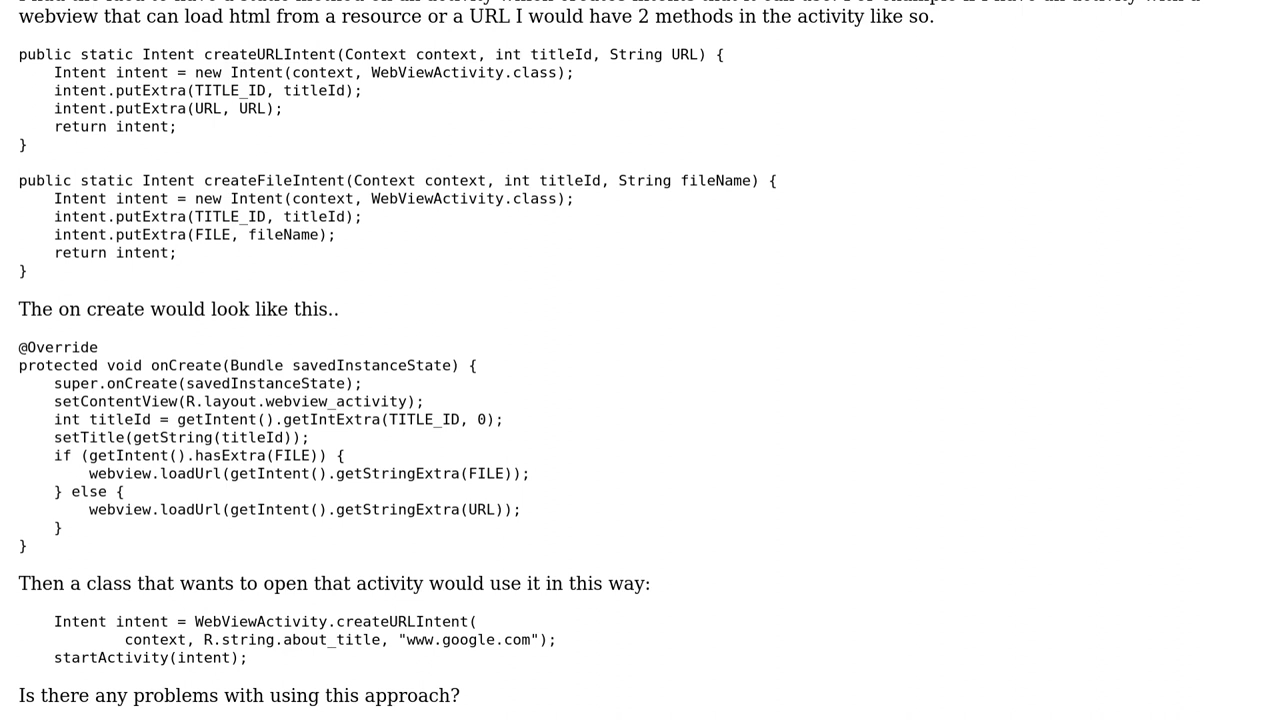 webview that can load html from a resource or a URL I would have 2 methods in the activity like so.
public static Intent createURLIntent(Context context, int titleId, String URL) {
    Intent intent = new Intent(context, WebViewActivity.class);
    intent.putExtra(TITLE_ID, titleId);
    intent.putExtra(URL, URL);
    return intent;
}
public static Intent createFileIntent(Context context, int titleId, String fileName) {
    Intent intent = new Intent(context, WebViewActivity.class);
    intent.putExtra(TITLE_ID, titleId);
    intent.putExtra(FILE, fileName);
    return intent;
}
The on create would look like this..
@Override
protected void onCreate(Bundle savedInstanceState) {
    super.onCreate(savedInstanceState);
    setContentView(R.layout.webview_activity);
    int titleId = getIntent().getIntExtra(TITLE_ID, 0);
    setTitle(getString(titleId));
    if (getIntent().hasExtra(FILE)) {
        webview.loadUrl(getIntent().getStringExtra(FILE));
    } else {
        webview.loadUrl(getIntent().getStringExtra(URL));
    }
}
Then a class that wants to open that activity would use it in this way:
    Intent intent = WebViewActivity.createURLIntent(
            context, R.string.about_title, "www.google.com");
    startActivity(intent);
Is there any problems with using this approach?